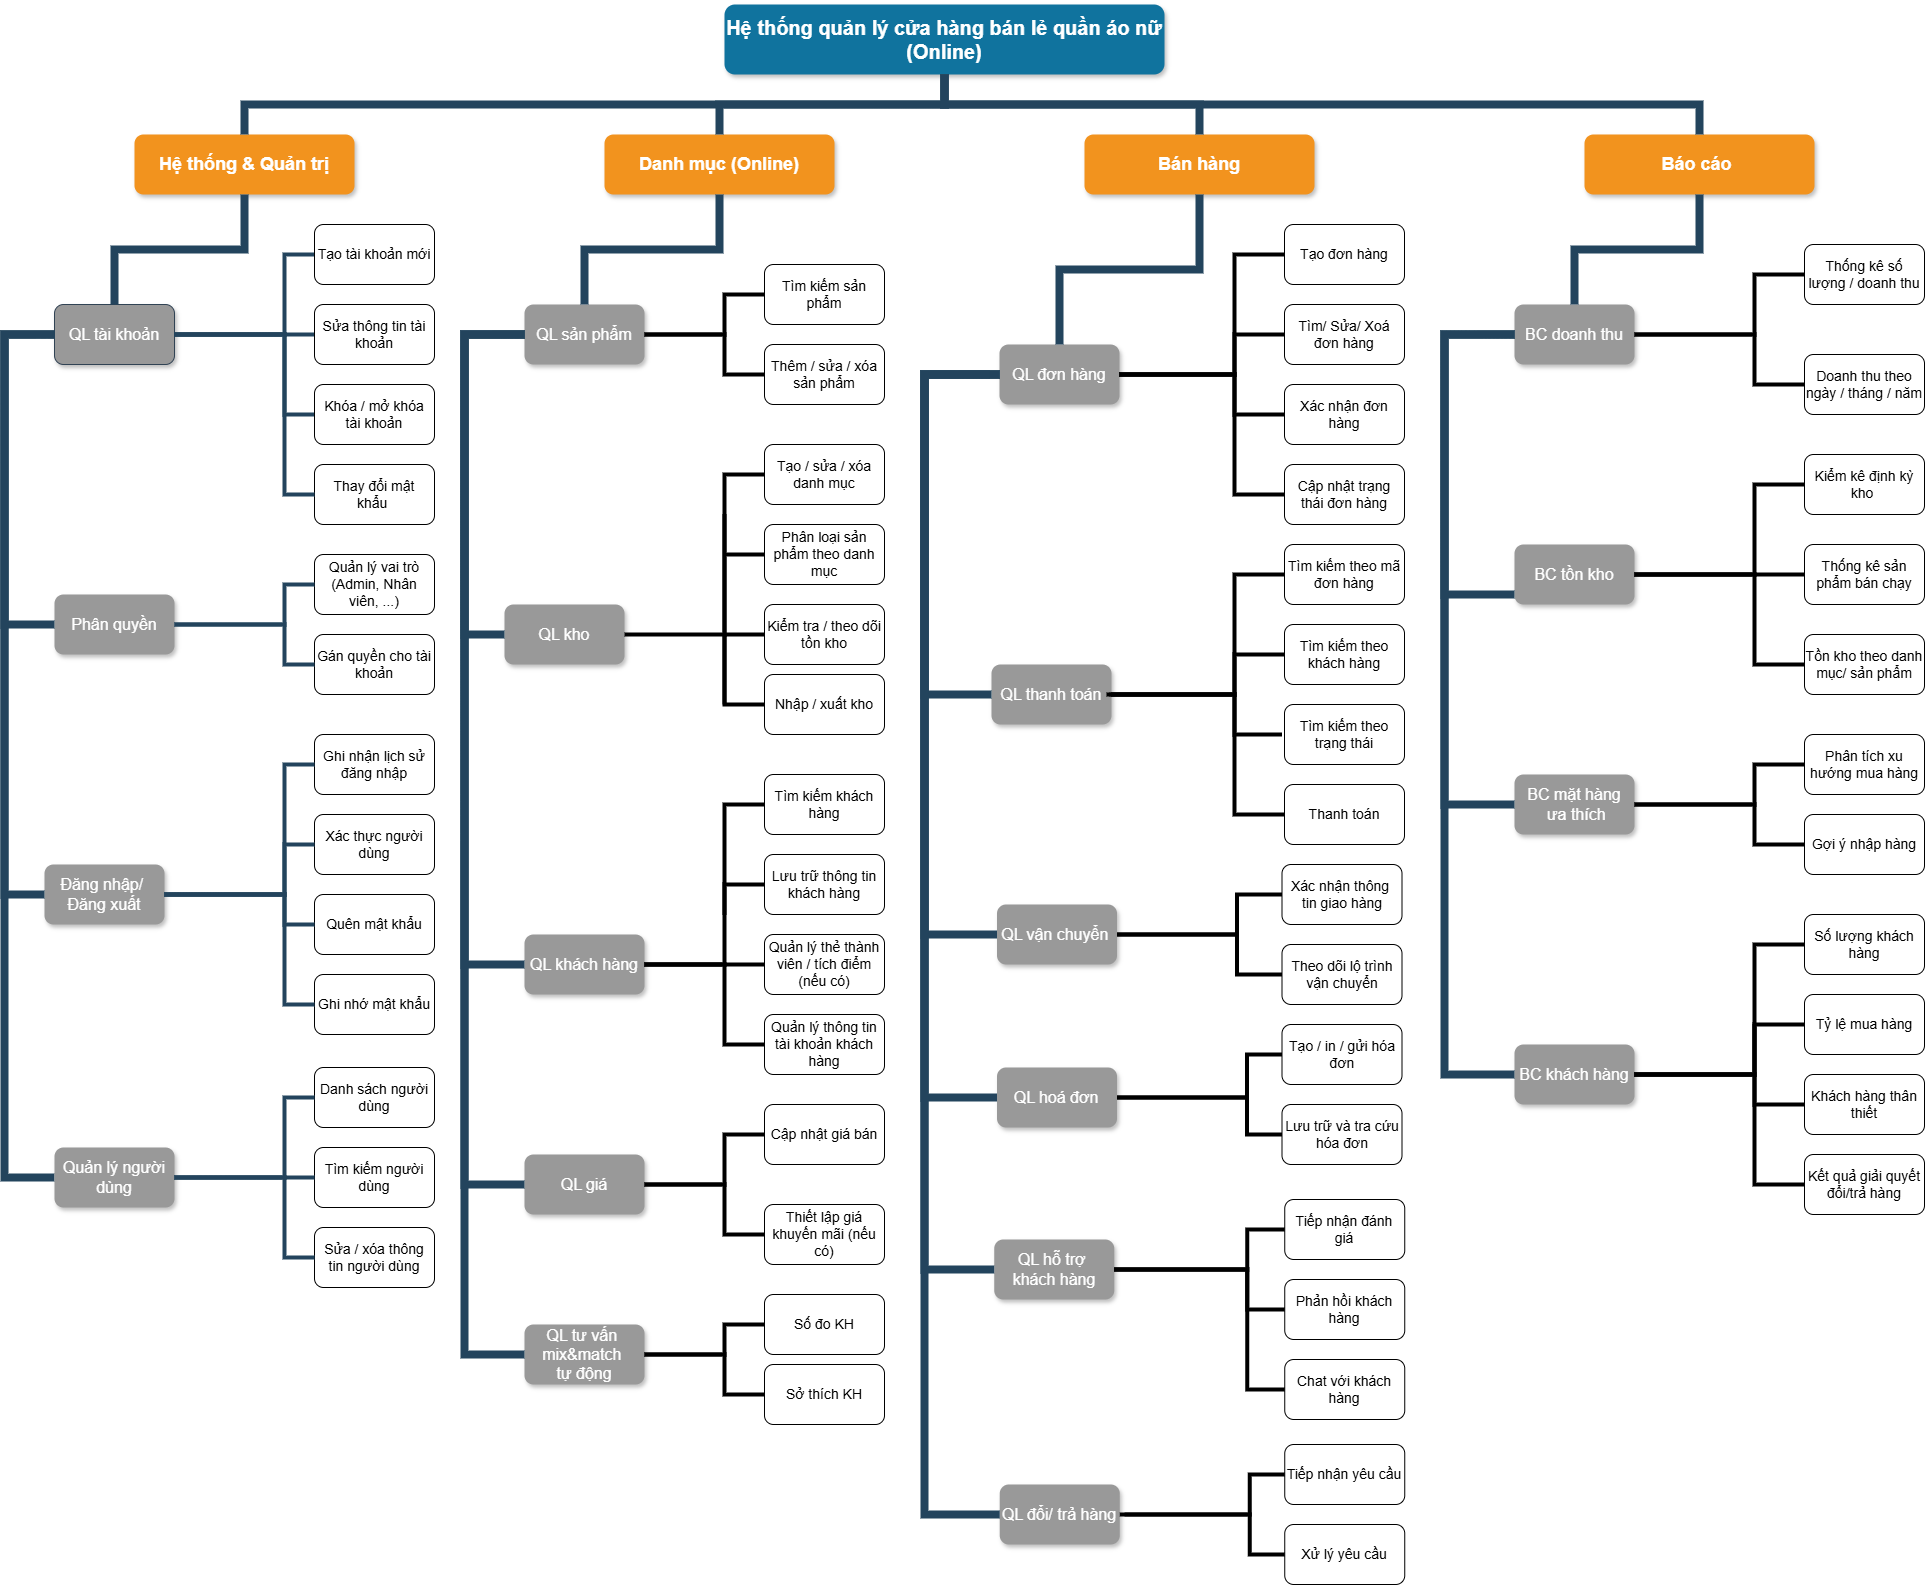 Hệ thống quản lý cửa hàng bán lẻ quần áo nữ
(Online)
Hệ thống & Quản trị
Danh mục (Online)
Bán hàng
Báo cáo
QL tài khoản
Tạo tài khoản mới
Sửa thông tin tài
khoản
Khóa / mở khóa
tài khoản
Thay đổi mật
khẩu
Phân quyền
Quản lý vai trò
(Admin, Nhân
viên, ...)
Gán quyền cho tài
khoản
Đăng nhập/
Đăng xuất
Ghi nhận lịch sử
đăng nhập
Xác thực người
dùng
Quên mật khẩu
Ghi nhớ mật khẩu
Quản lý người
dùng
Danh sách người
dùng
Tìm kiếm người
dùng
Sửa / xóa thông
tin người dùng
QL sản phẩm
Tìm kiếm sản
phẩm
Thêm / sửa / xóa
sản phẩm
QL kho
Tạo / sửa / xóa
danh mục
Phân loại sản
phẩm theo danh
mục
Kiểm tra / theo dõi
tồn kho
Nhập / xuất kho
QL khách hàng
Tìm kiếm khách
hàng
Lưu trữ thông tin
khách hàng
Quản lý thẻ thành
viên / tích điểm
(nếu có)
Quản lý thông tin
tài khoản khách
hàng
QL giá
Cập nhật giá bán
Thiết lập giá
khuyến mãi (nếu
có)
QL tư vấn
mix&match
tự động
Số đo KH
Sở thích KH
QL đơn hàng
Tạo đơn hàng
Tìm/ Sửa/ Xoá
đơn hàng
Xác nhận đơn
hàng
Cập nhật trạng
thái đơn hàng
QL thanh toán
Tìm kiếm theo mã
đơn hàng
Tìm kiếm theo
khách hàng
Tìm kiếm theo
trạng thái
Thanh toán
QL vận chuyển
Xác nhận thông
tin giao hàng
Theo dõi lộ trình
vận chuyển
QL hoá đơn
Tạo / in / gửi hóa
đơn
Lưu trữ và tra cứu
hóa đơn
QL hỗ trợ
khách hàng
Tiếp nhận đánh
giá
Phản hồi khách
hàng
Chat với khách
hàng
QL đổi/ trả hàng
Tiếp nhận yêu cầu
Xử lý yêu cầu
BC doanh thu
Thống kê số
lượng / doanh thu
Doanh thu theo
ngày / tháng / năm
BC tồn kho
Kiểm kê định kỳ
kho
Thống kê sản
phẩm bán chạy
Tồn kho theo danh
mục/ sản phẩm
BC mặt hàng
ưa thích
Phân tích xu
hướng mua hàng
Gợi ý nhập hàng
BC khách hàng
Số lượng khách
hàng
Tỷ lệ mua hàng
Khách hàng thân
thiết
Kết quả giải quyết
đổi/trả hàng